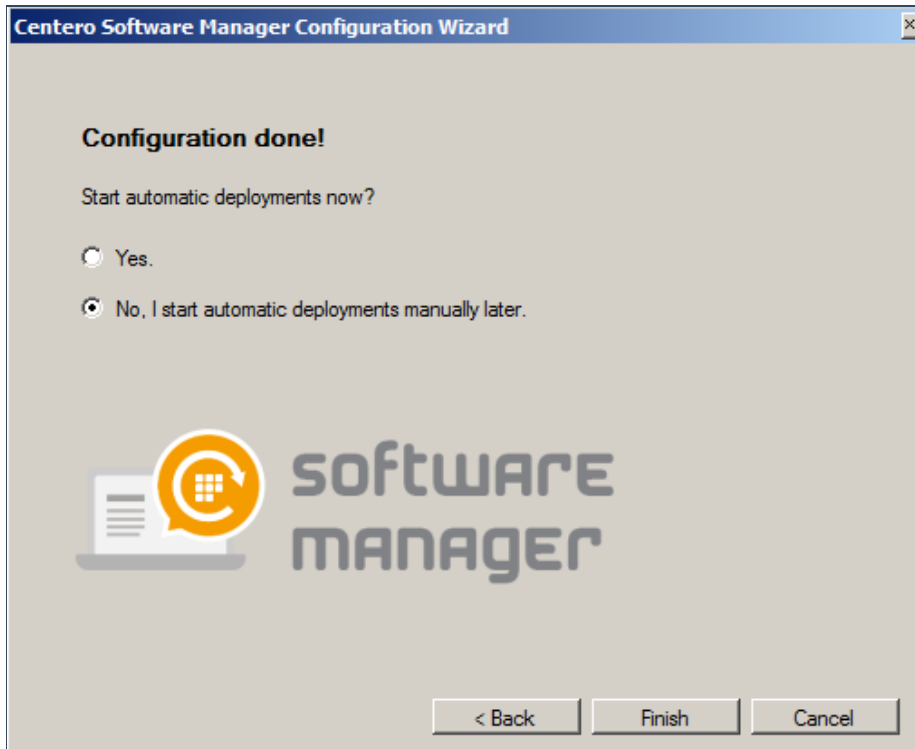 Centero Software Manager Configuration Wizard
Configuration done!
Start automatic deployments now?
Yes.
No, I start automatic deployments manually later.
software
manager
< Back
Finish
Cancel